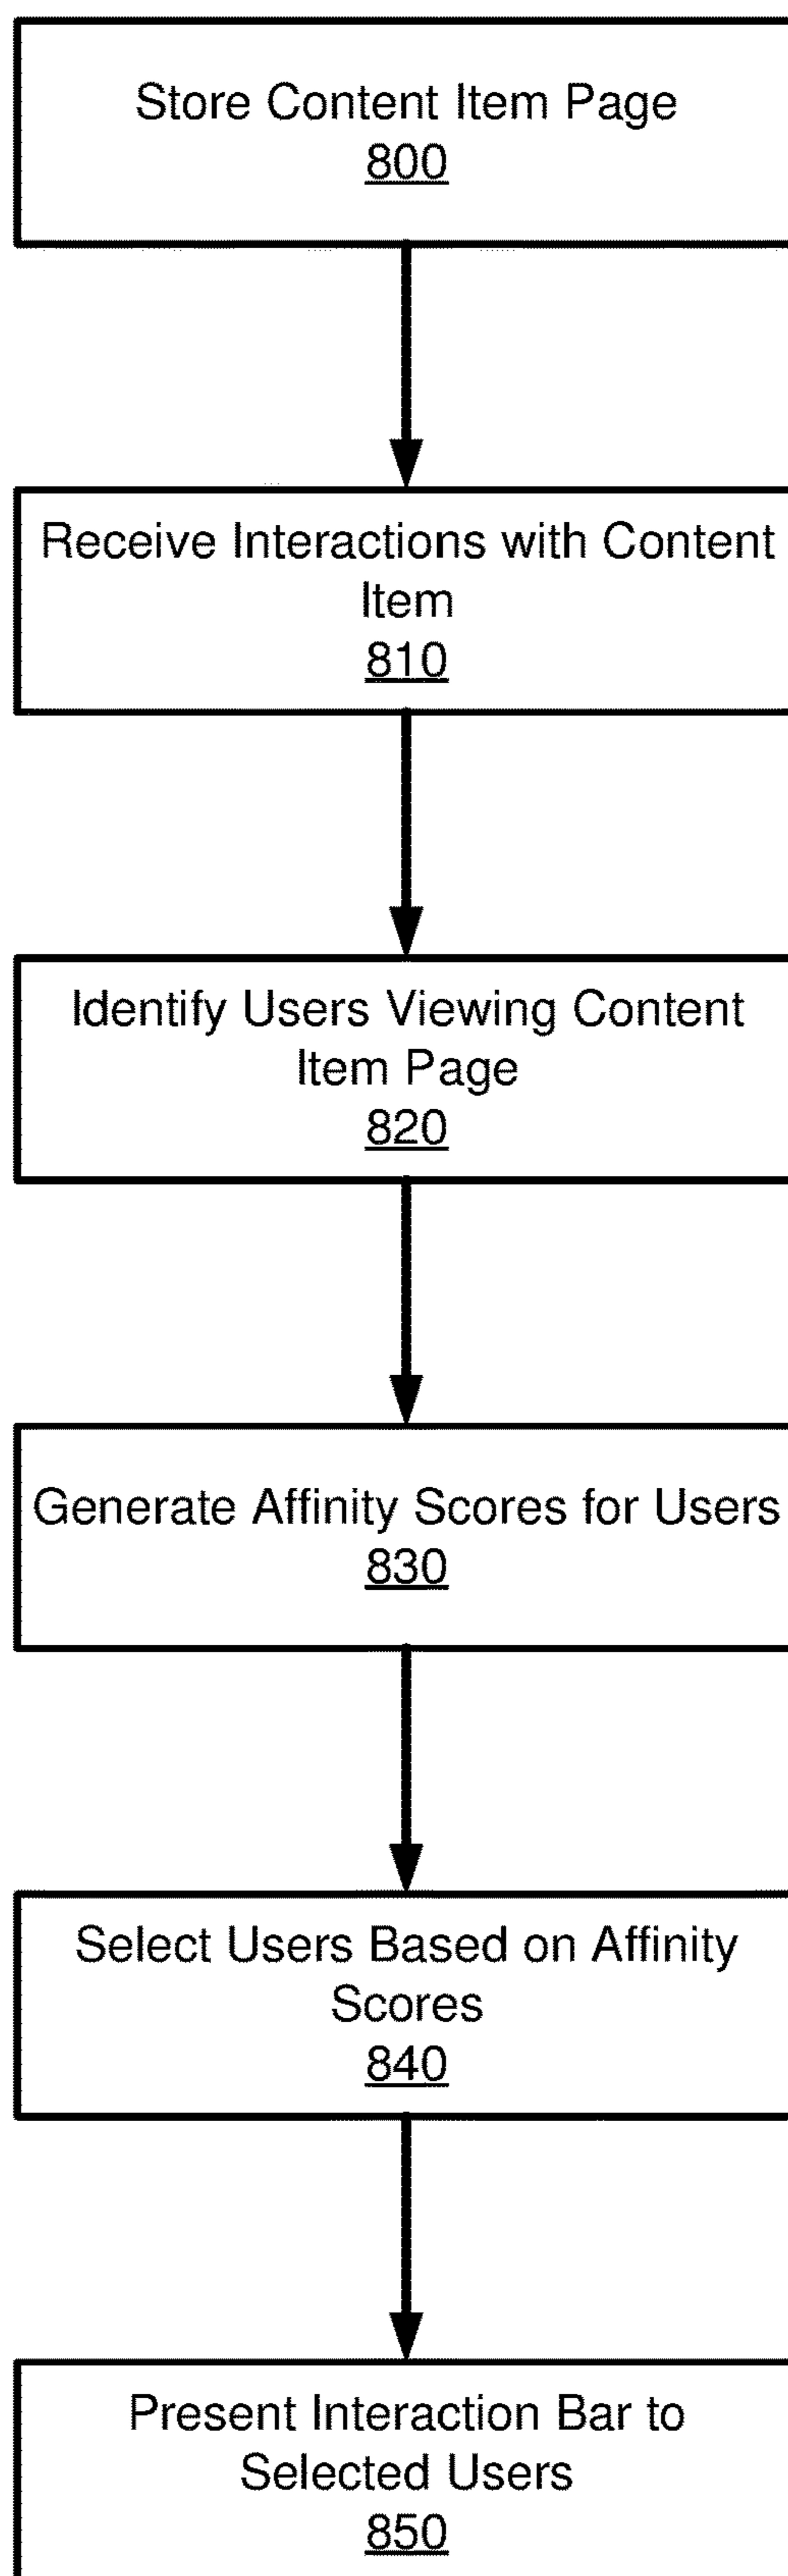 Store Content Item Page
800
Receive Interactions with Content
Item
810
Identify Users Viewing Content
Item Page
820
Generate Affinity Scores for Users
830
Select Users Based on Affinity
Scores
840
Present Interaction Bar to
Selected Users
850